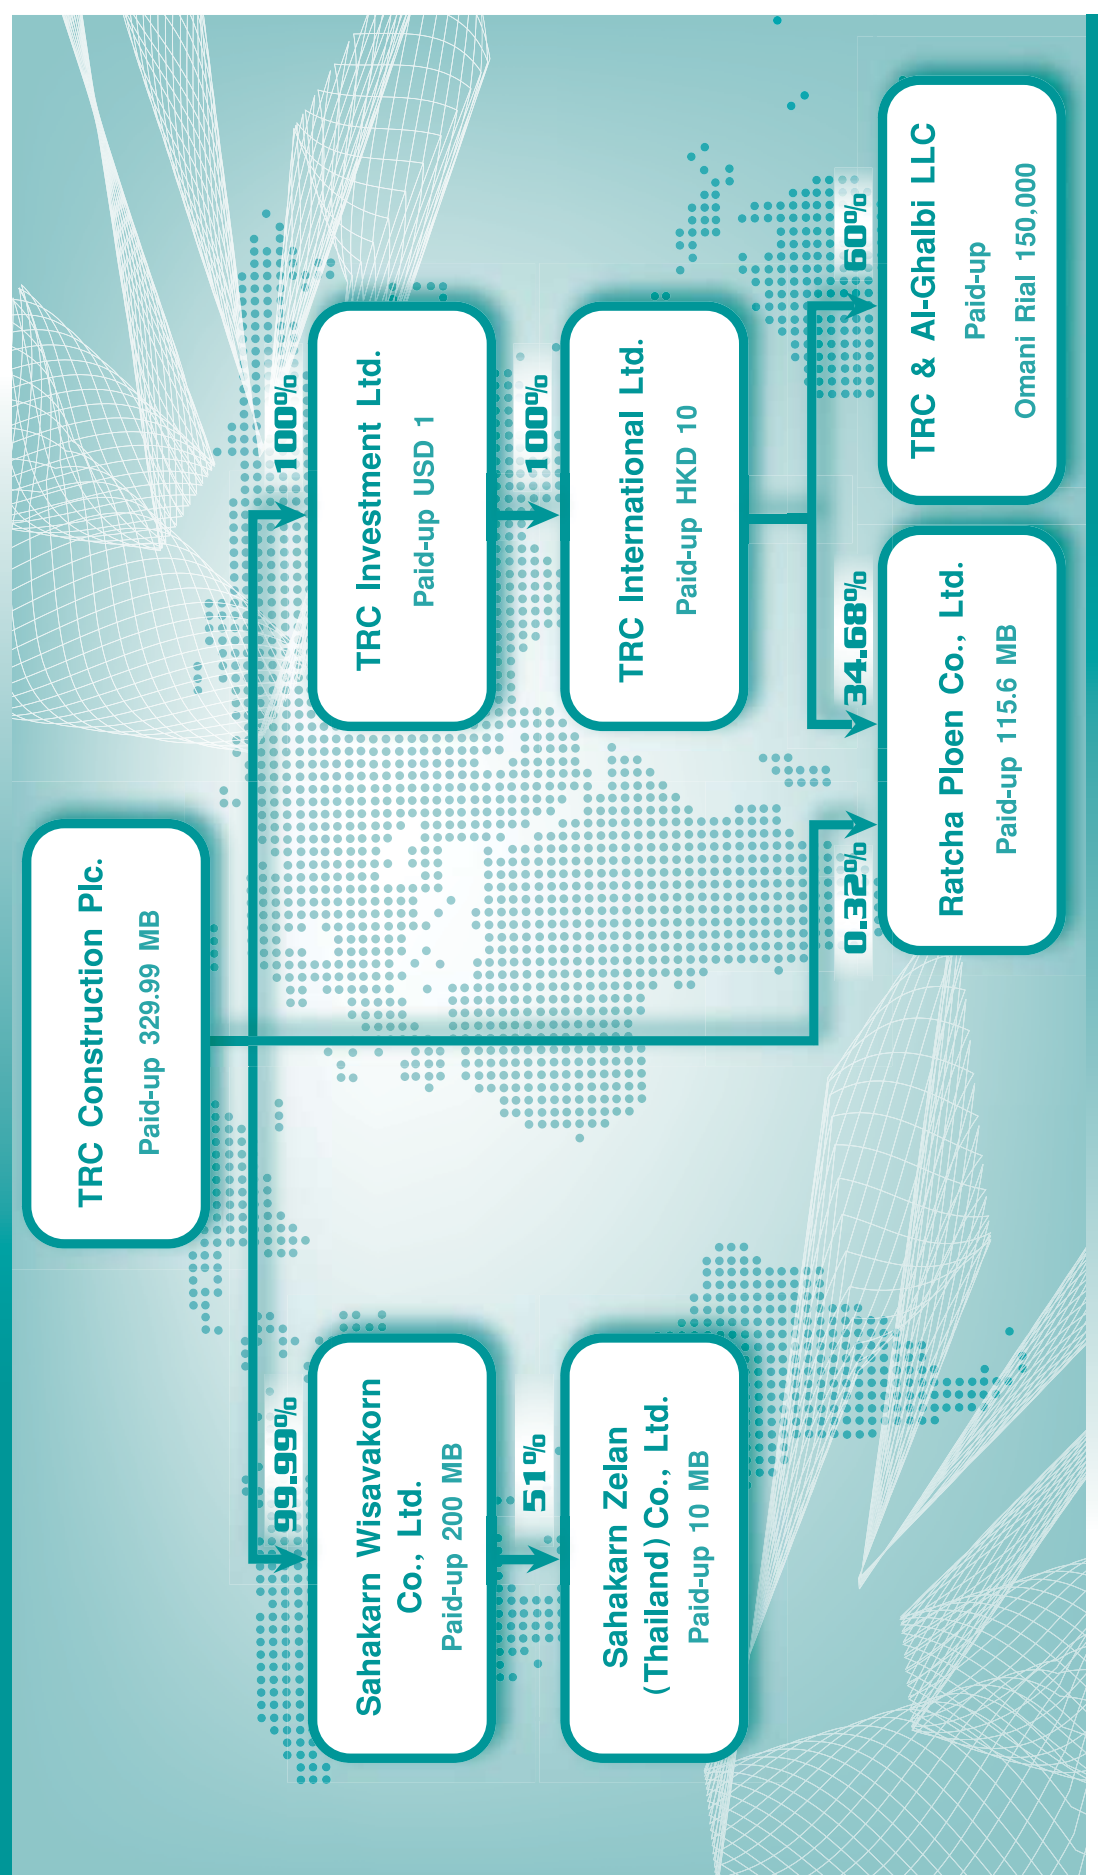 TRC Construction Plc.
Paid-up 329.99 MB
99.99%
100%
Sahakarn Wisavakorn
Co., Ltd.
Paid-up 200 MB
TRC Investment Ltd.
Paid-up USD 1
51%
100%
Sahakarn Zelan
(Thailand) Co., Ltd.
Paid-up 10 MB
TRC International Ltd.
Paid-up HKD 10
0.32%
34.68%
60%
Ratcha Ploen Co., Ltd.
Paid-up 115.6 MB
TRC & Al-Ghalbi LLC
Paid-up
Omani Rial 150,000